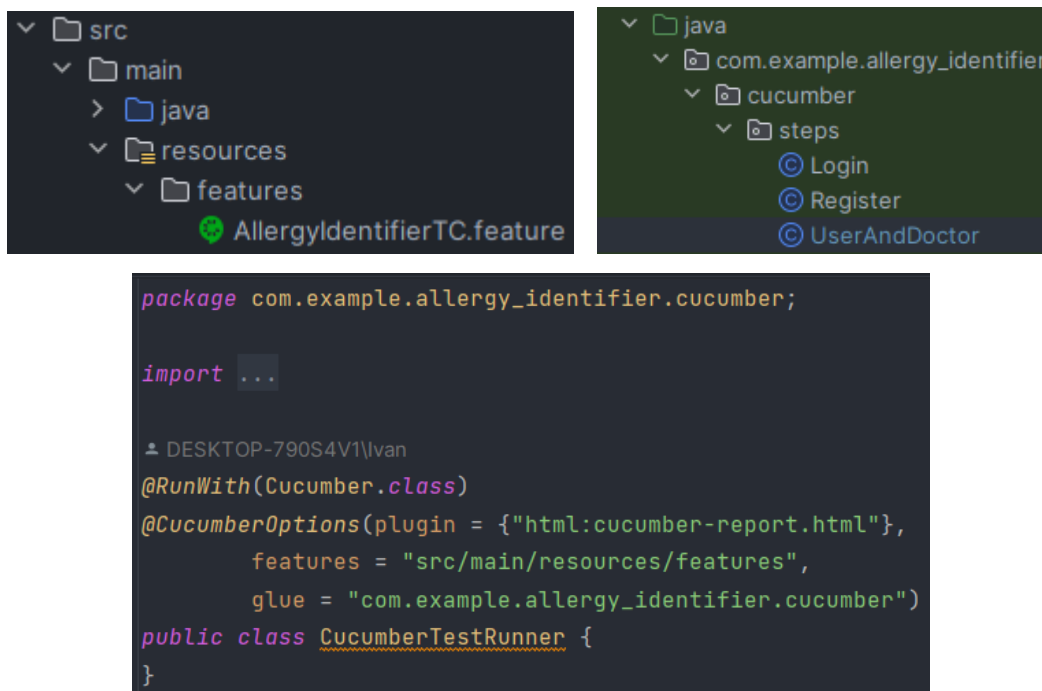 src
main
java
resources
features
AllergyIdentifierTC.feature
java
com.example.allergy_identifier
cucumber
steps
Login
Register
UserAndDoctor
package com.example.allergy_identifier.cucumber;
import ...
DESKTOP-790S4V1\Ivan
@RunWith(Cucumber.class)
@CucumberOptions(plugin = {"html:cucumber-report.html"},
features = "src/main/resources/features",
glue = "com.example.allergy_identifier.cucumber")
public class CucumberTestRunner {
}